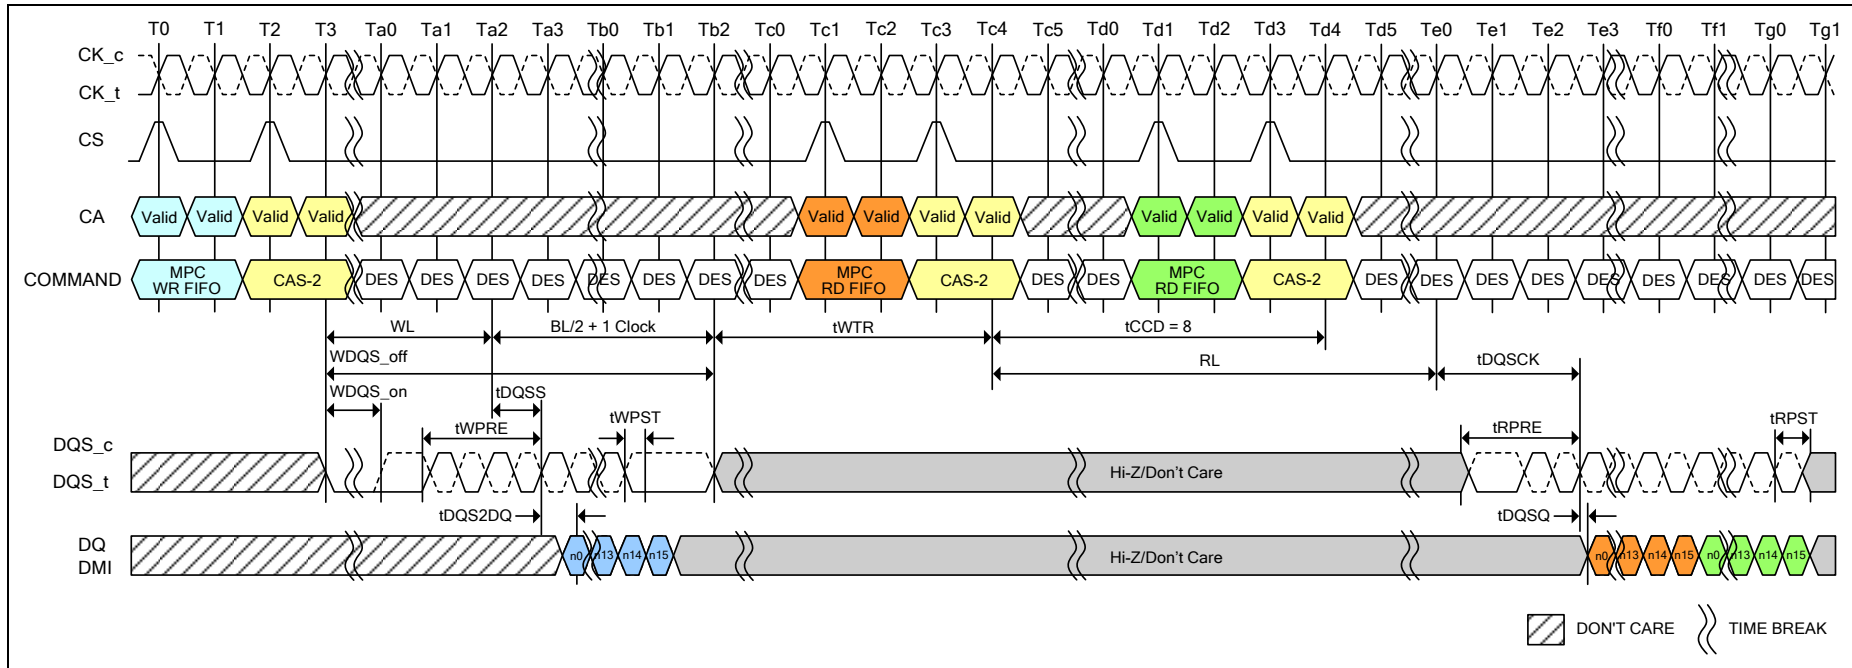 T0 T1 T2 T3 Ta0 Ta1 Ta2 Ta3 Tb0 Tb1 Tb2 Tc0 Tc1 Tc2 Tc3 Tc4 Tc5 Td0 Td1 Td2 Td3 Td4 Td5 Te0 Te1 Te2 Te3 Tf0 Tf1 Tg0 Tg1
CK_c
CK_t
CS
CA Valid Valid Valid Valid Valid Valid Valid Valid Valid Valid Valid Valid
COMMAND MPC WR FIFO CAS-2 DES DES DES DES DES DES DES DES MPC RD FIFO CAS-2 DES DES MPC RD FIFO CAS-2 DES DES DES DES DES DES DES DES DES
WL BL/2 + 1 Clock tWTR tCCD = 8
WDQS_off RL tDQSCK
WDQS_on tDQSS
tWPRE tWPST tRPRE tRPST
DQS_c
DQS_t Hi-Z/Don't Care
tDQS2DQ tDQSQ
DQ
DMI n0 n13 n14 n15 Hi-Z/Don't Care n0 n13 n14 n15 n0 n13 n14 n15
DON'T CARE TIME BREAK